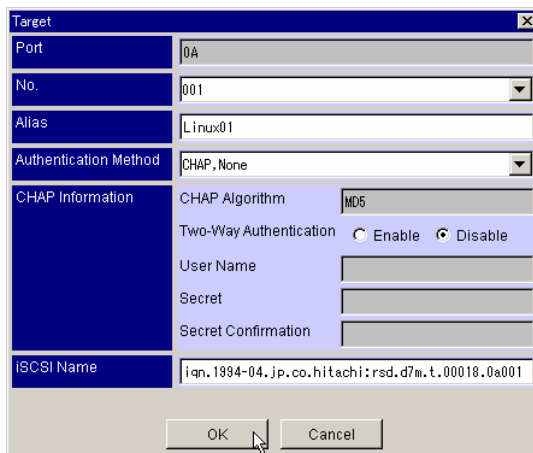 Target
Port 0A
No. 001
Alias Linux01
Authentication Method CHAP,None
CHAP Information CHAP Algorithm MD5
Two-Way Authentication Enable Disable
User Name
Secret
Secret Confirmation
iSCSI Name iqn.1994-04.jp.co.hitachi:rsd.d7m.t.00018.0a001
OK Cancel